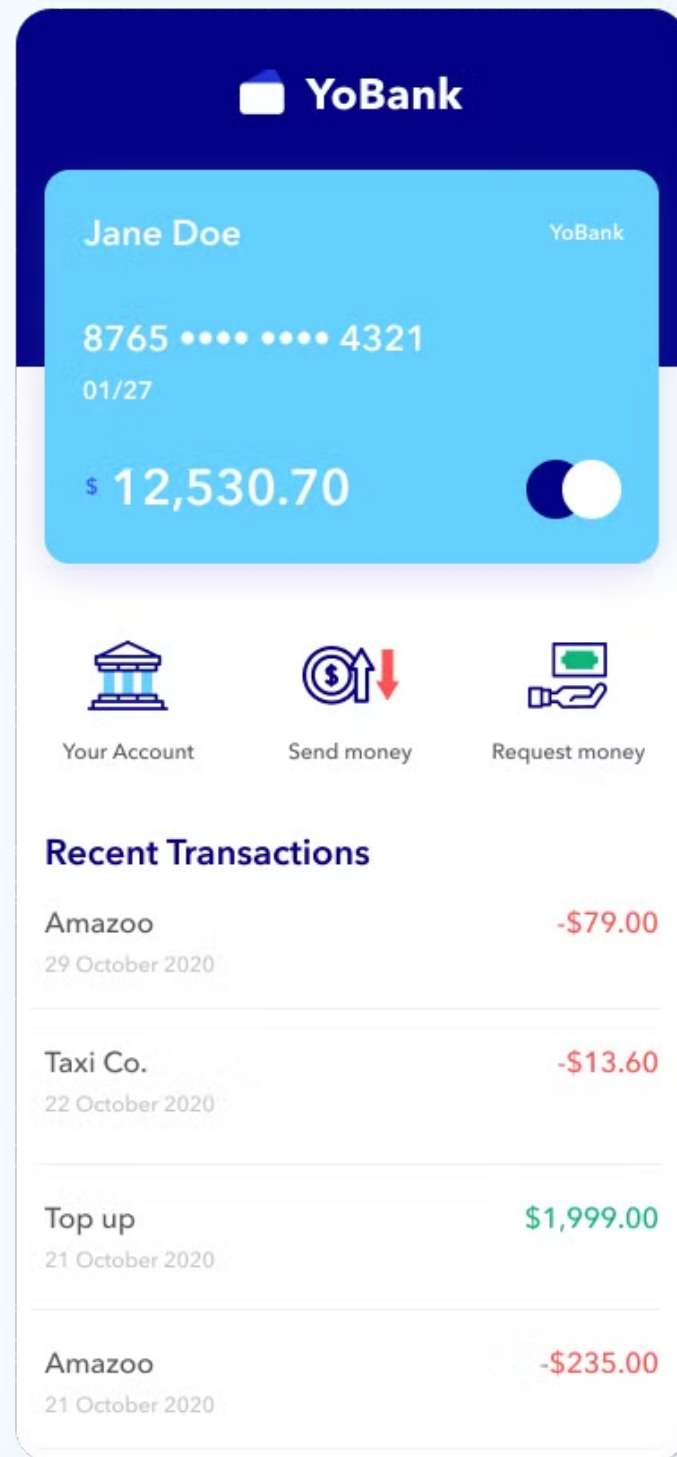 YoBank
Jane Doe YoBank
8765 •••• •••• 4321
01/27
$ 12,530.70
$
Your Account Send money Request money
Recent Transactions
Amazoo -$79.00
29 October 2020
Taxi Co. -$13.60
22 October 2020
Top up $1,999.00
21 October 2020
Amazoo -$235.00
21 October 2020